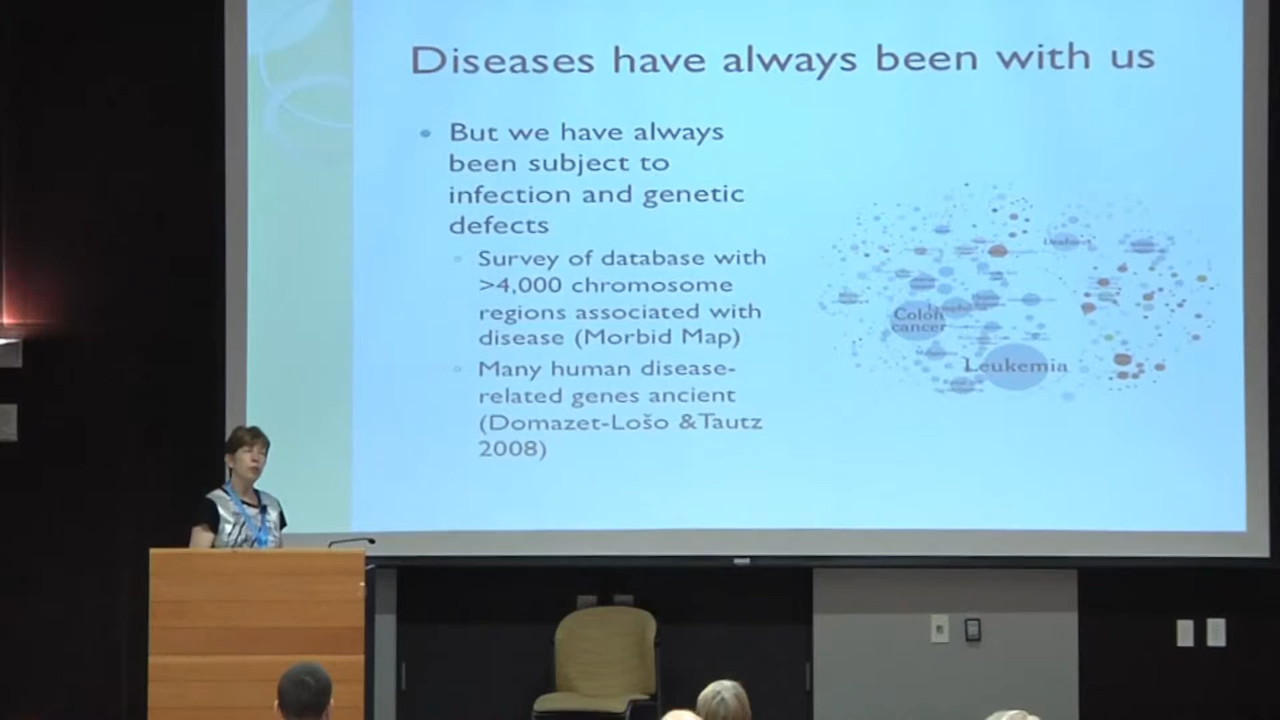 Diseases have always been with us
• But we have always
been subject to
infection and genetic
defects
◦ Survey of database with
>4,000 chromosome
regions associated with
disease (Morbid Map)
◦ Many human disease-
related genes ancient
(Domazet-Lošo &Tautz
2008)
Colon
cancer
Leukemia